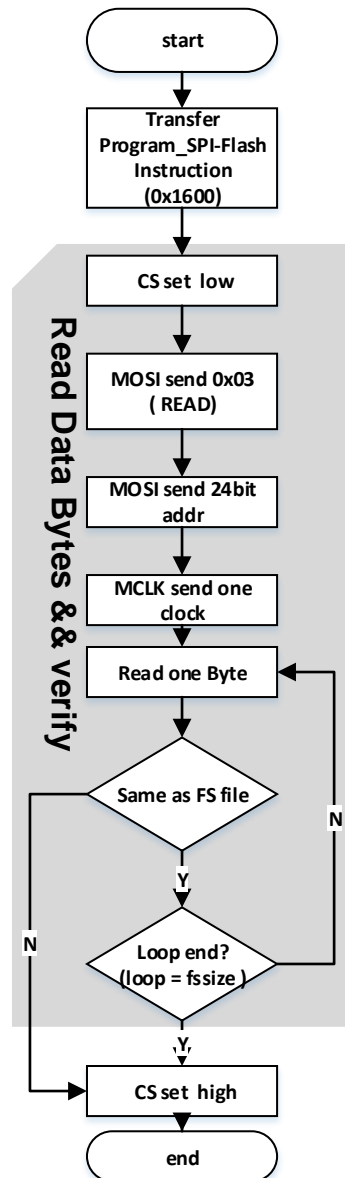 start
Transfer
Program_SPI-Flash
Instruction
(0x1600)
CS set low
Read Data Bytes && verify
MOSI send 0x03
( READ)
MOSI send 24bit
addr
MCLK send one
clock
Read one Byte
Same as FS file
Y
N
N
Loop end?
(loop = fssize )
Y
CS set high
end